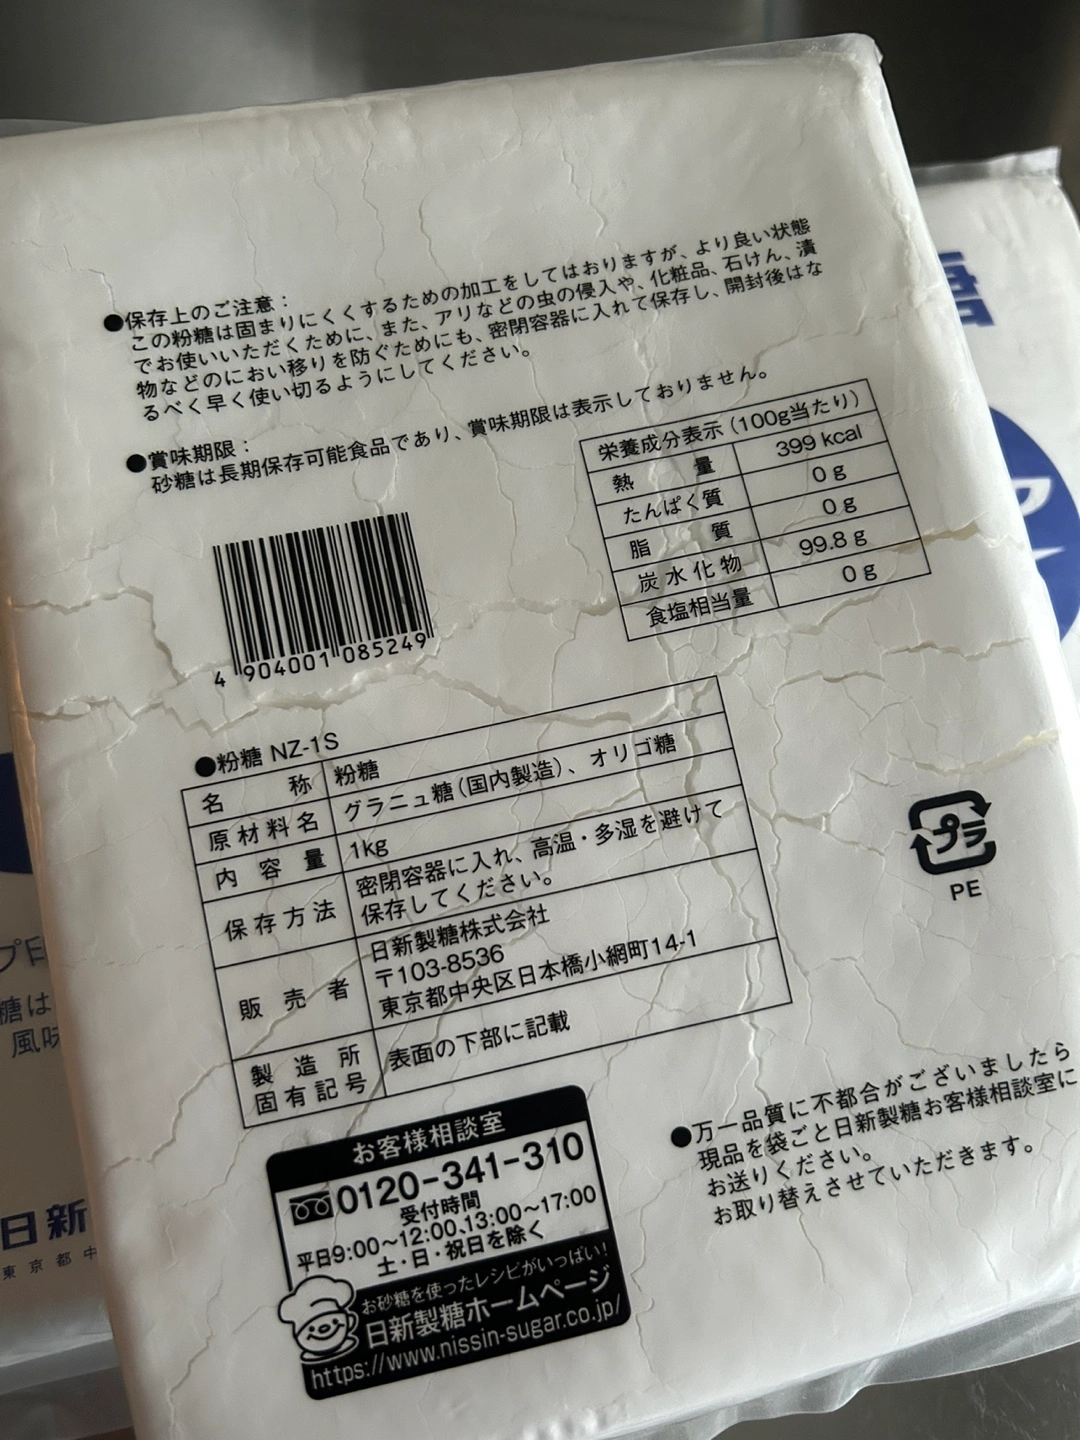 ●保存上のご注意：
この粉糖は固まりにくくするための加工をしてはおりますが、より良い状態
でお使いいただくために、また、アリなどの虫の侵入や、化粧品、石けん、漬
物などのにおい移りを防ぐためにも、密閉容器に入れて保存し、開封後はな
るべく早く使い切るようにしてください。
●賞味期限：
砂糖は長期保存可能食品であり、賞味期限は表示しておりません。
栄養成分表示（100g当たり）
熱量 399 kcal
たんぱく質 0 g
脂質 0 g
炭水化物 99.8 g
食塩相当量 0 g
4 904001 085249
●粉糖 NZ-1S
名称 粉糖
原材料名 グラニュ糖（国内製造）、オリゴ糖
内容量 1kg
保存方法 密閉容器に入れ、高温・多湿を避けて
保存してください。
販売者 日新製糖株式会社
〒103-8536
東京都中央区日本橋小網町14-1
製造所
固有記号 表面の下部に記載
プラ
PE
お客様相談室
0120-341-310
受付時間
平日9:00〜12:00、13:00〜17:00
土・日・祝日を除く
お砂糖を使ったレシピがいっぱい！
日新製糖ホームページ
https://www.nissin-sugar.co.jp/
●万一品質に不都合がございましたら
現品を袋ごと日新製糖お客様相談室に
お送りください。
お取り替えさせていただきます。
プ印
糖は
風味
日新
東京都中